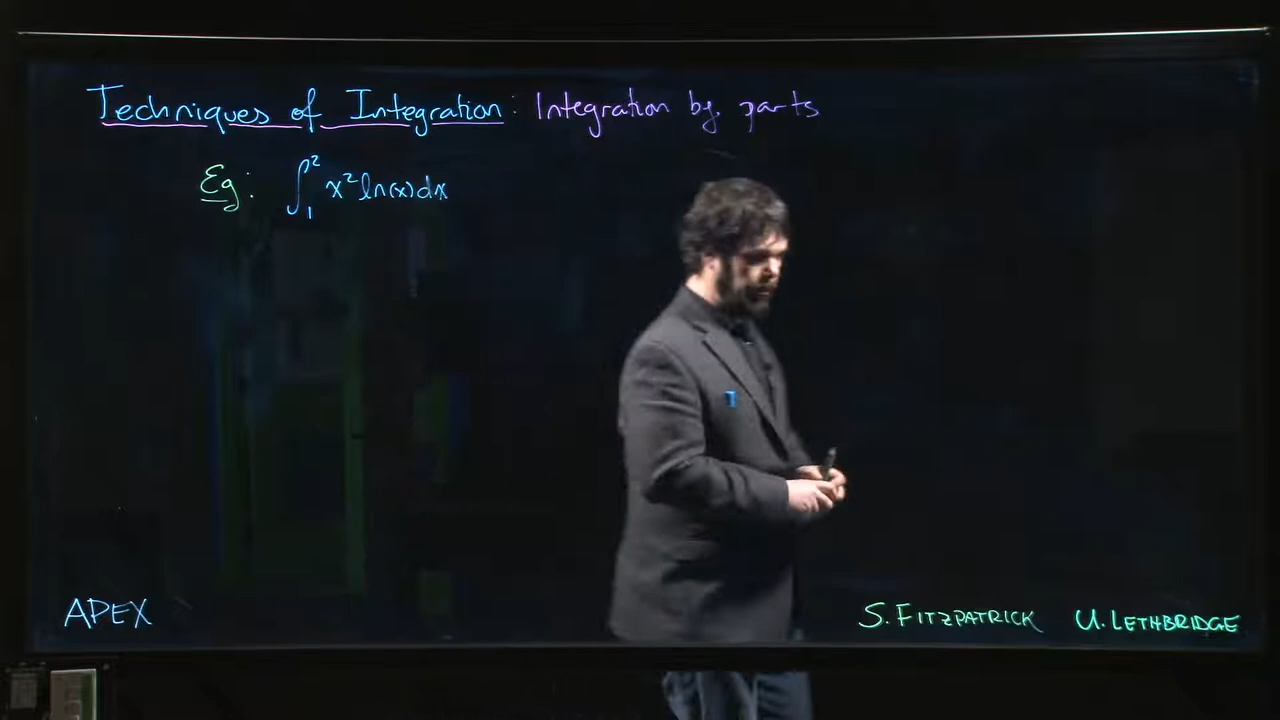 Techniques of Integration: Integration by parts
Eg: ∫₁² x² ln(x) dx
APEX
S. FITZPATRICK U. LETHBRIDGE